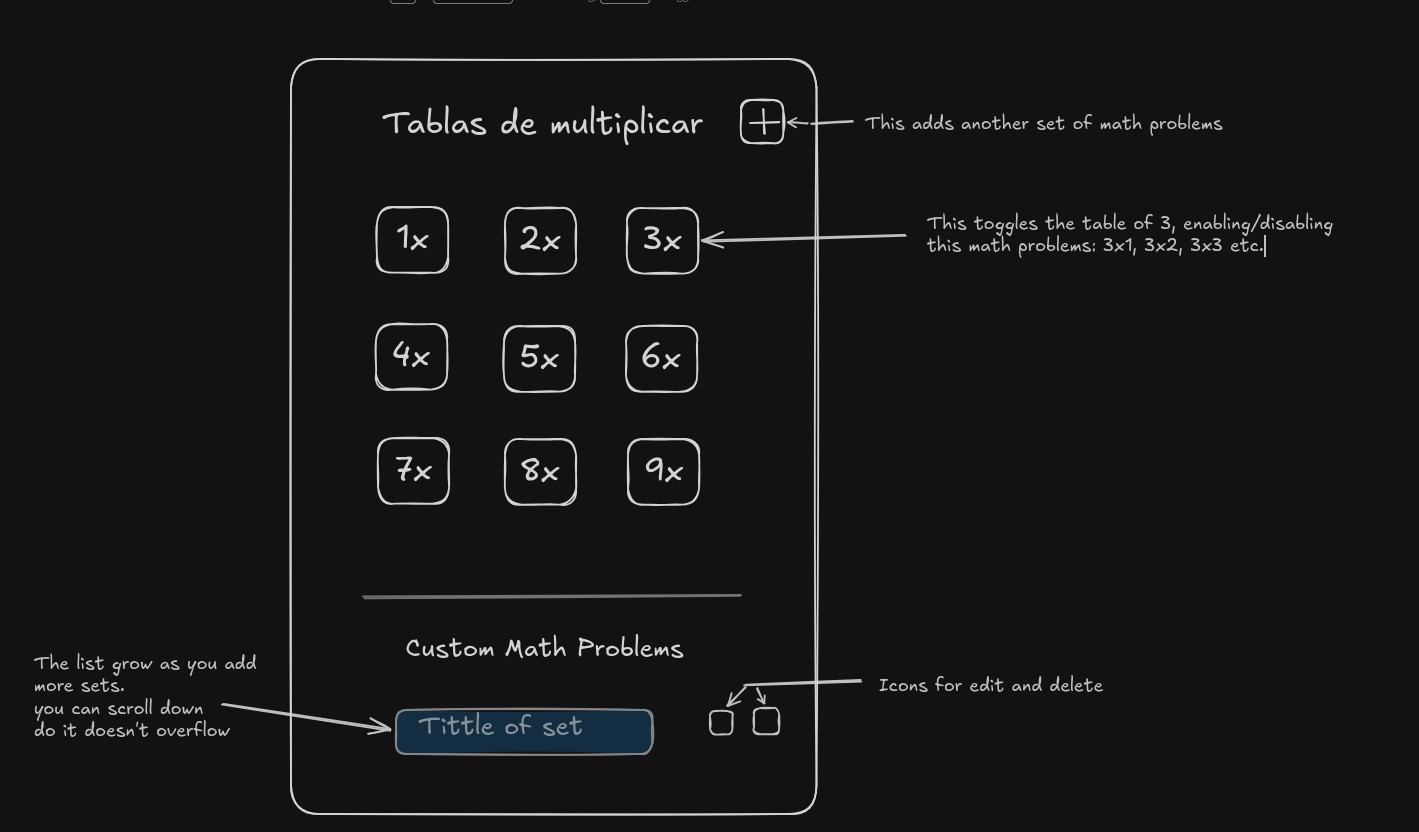 Tablas de multiplicar
This adds another set of math problems
1x 2x 3x
This toggles the table of 3, enabling/disabling
this math problems: 3x1, 3x2, 3x3 etc.
4x 5x 6x
7x 8x 9x
Custom Math Problems
The list grow as you add
more sets.
you can scroll down
do it doesn't overflow
Icons for edit and delete
Tittle of set